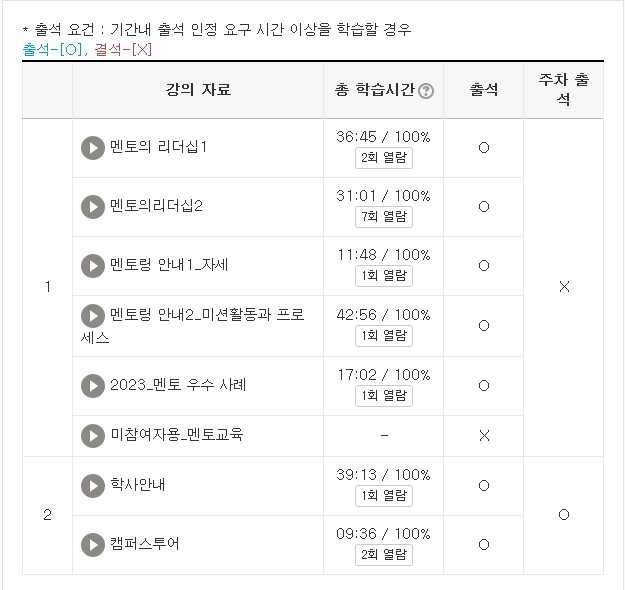 * 출석 요건 : 기간내 출석 인정 요구 시간 이상을 학습할 경우
출석-[O], 결석-[X]
강의 자료 총 학습시간? 출석 주차 출석
1
멘토의 리더십1 36:45 / 100% 2회 열람 O
멘토의리더십2 31:01 / 100% 7회 열람 O
멘토링 안내1_자세 11:48 / 100% 1회 열람 O
X
멘토링 안내2_미션활동과 프로
세스 42:56 / 100% 1회 열람 O
2023_멘토 우수 사례 17:02 / 100% 1회 열람 O
미참여자용_멘토교육 - X
2
학사안내 39:13 / 100% 1회 열람 O
O
캠퍼스투어 09:36 / 100% 2회 열람 O